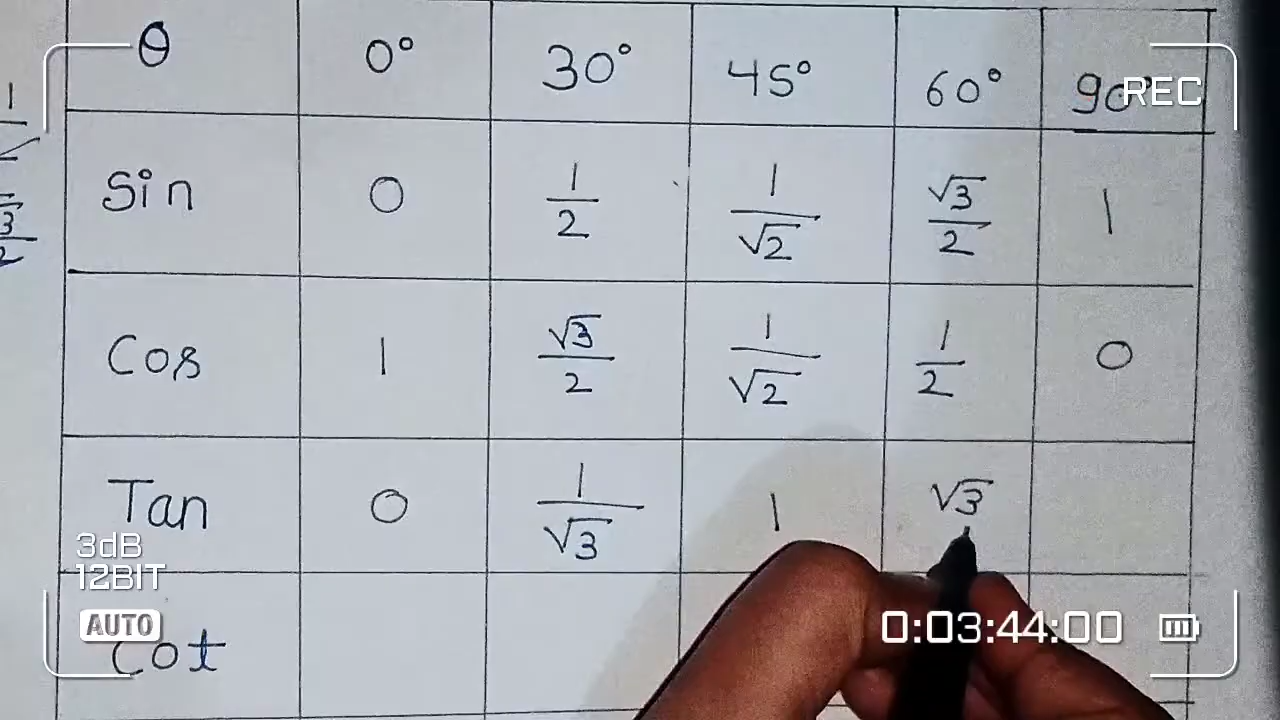 θ 0° 30° 45° 60° 90°
REC
Sin 0 1/2 1/√2 √3/2 1
Cos 1 √3/2 1/√2 1/2 0
Tan 0 1/√3 1 √3
3dB
12BIT
AUTO
Cot
0:03:44:00